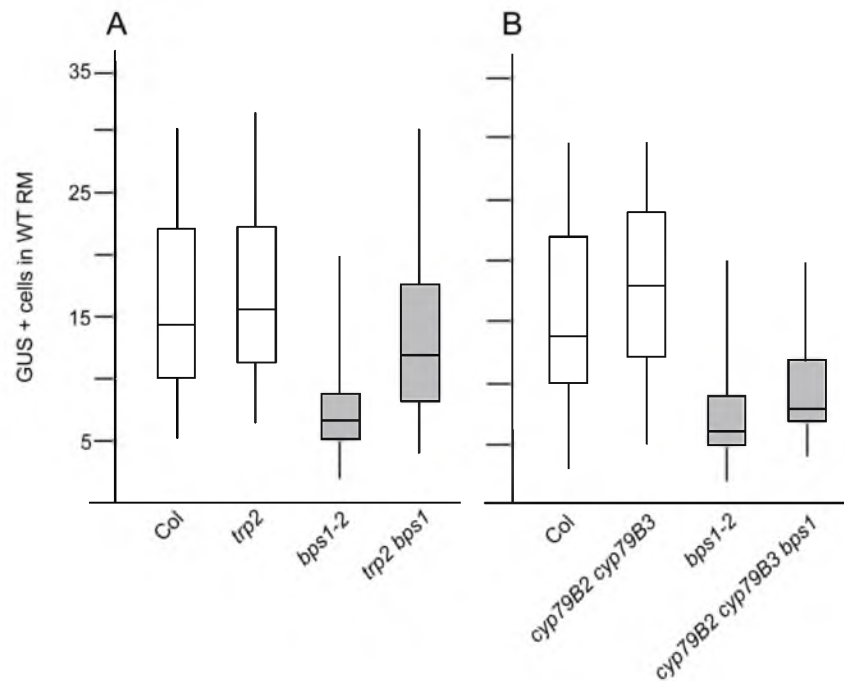 A
B
35
25
15
5
GUS + cells in WT RM
Col
trp2
bps1-2
trp2 bps1
Col
cyp79B2 cyp79B3
bps1-2
cyp79B2 cyp79B3 bps1